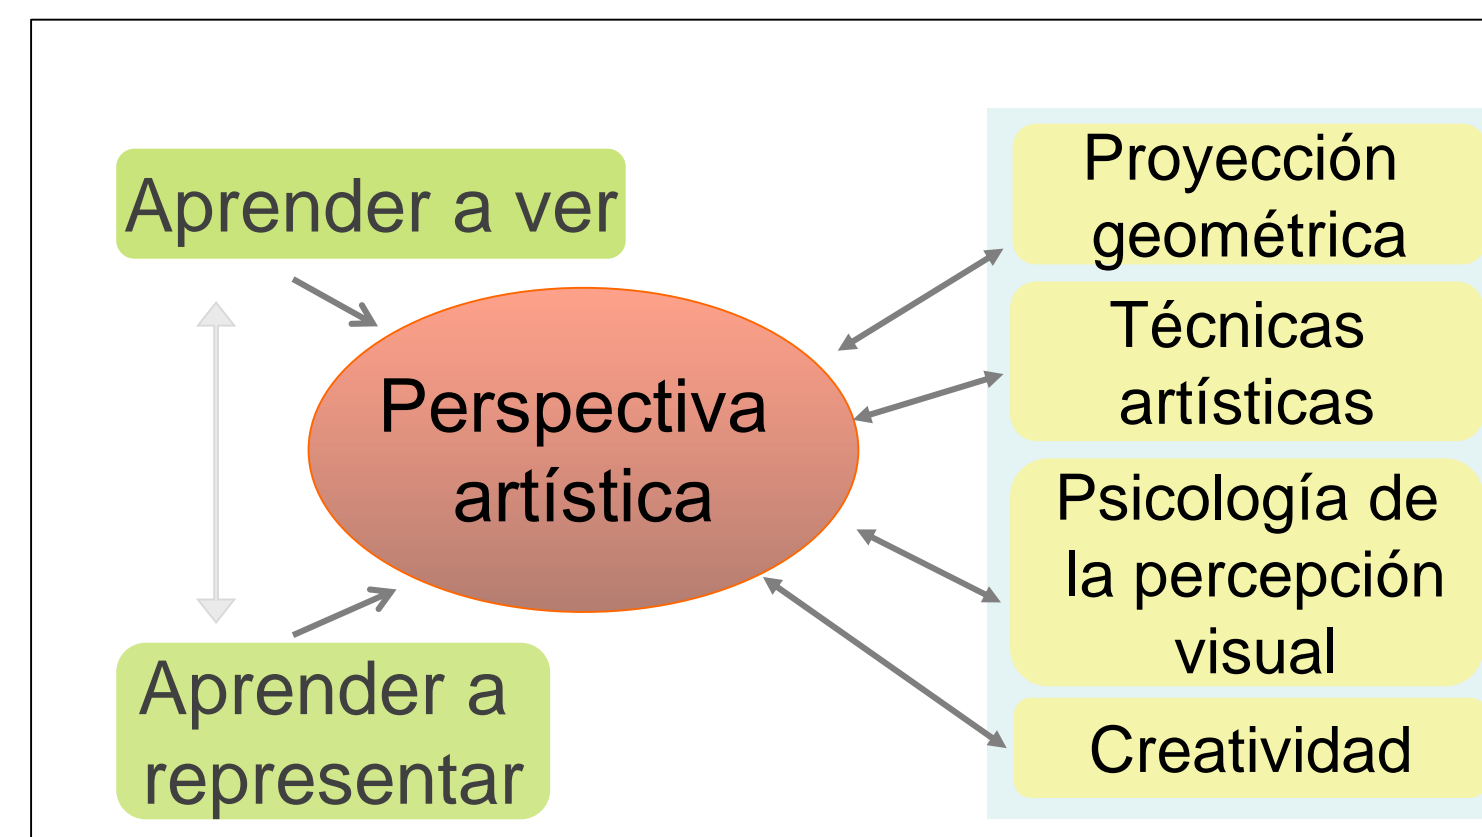 Aprender a ver
Perspectiva
artística
Aprender a
representar
Proyección
geométrica
Técnicas
artísticas
Psicología de
la percepción
visual
Creatividad